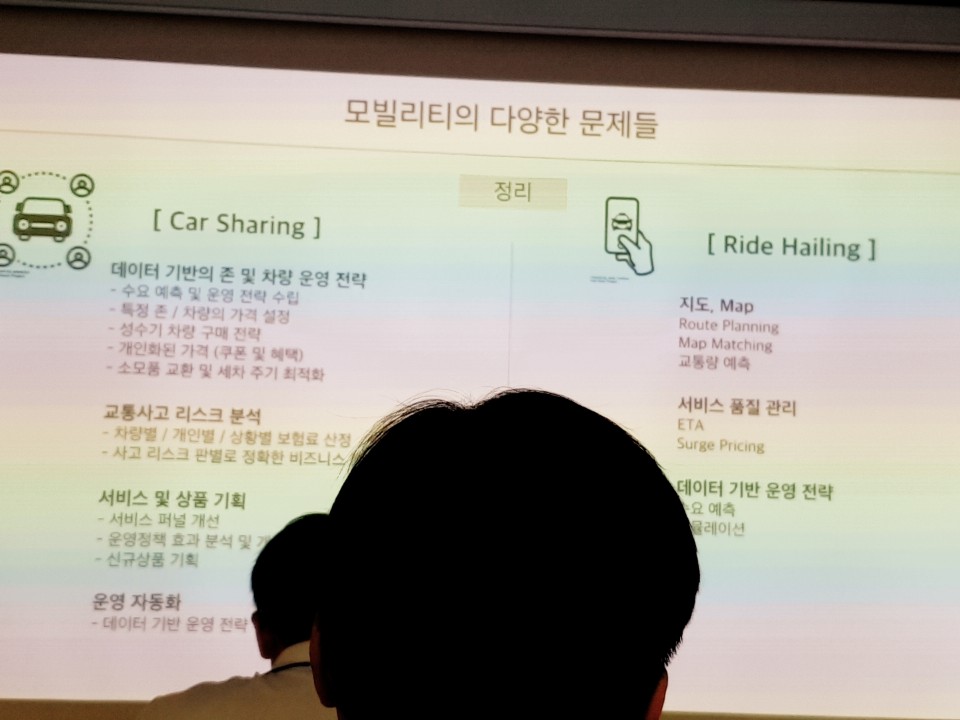 모빌리티의 다양한 문제들
정리
[ Car Sharing ]
데이터 기반의 존 및 차량 운영 전략
- 수요 예측 및 운영 전략 수립
- 특정 존 / 차량의 가격 설정
- 성수기 차량 구매 전략
- 개인화된 가격 (쿠폰 및 혜택)
- 소모품 교환 및 세차 주기 최적화
교통사고 리스크 분석
- 차량별 / 개인별 / 상황별 보험료 산정
- 사고 리스크 판별로 정확한 비즈니스
서비스 및 상품 기획
- 서비스 퍼널 개선
- 운영정책 효과 분석 및
- 신규상품 기획
운영 자동화
- 데이터 기반 운영 전략
[ Ride Hailing ]
지도, Map
Route Planning
Map Matching
교통량 예측
서비스 품질 관리
ETA
Surge Pricing
데이터 기반 운영 전략
예측